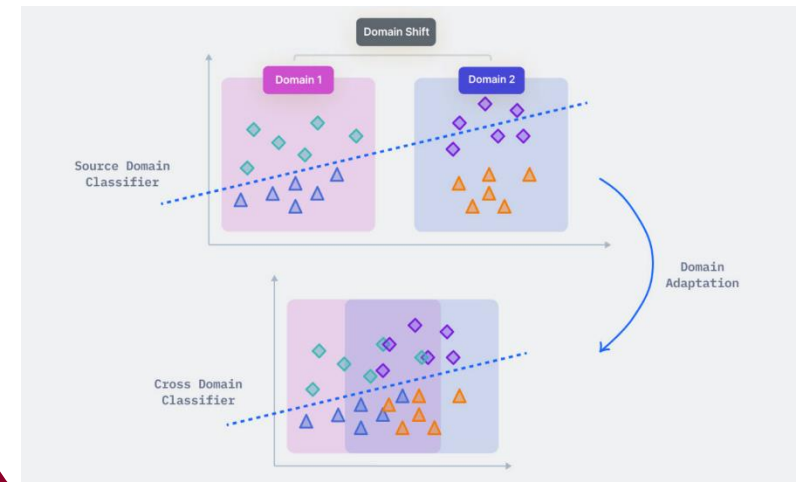 Domain Shift
Domain 1
Domain 2
Source Domain
Classifier
Domain
Adaptation
Cross Domain
Classifier